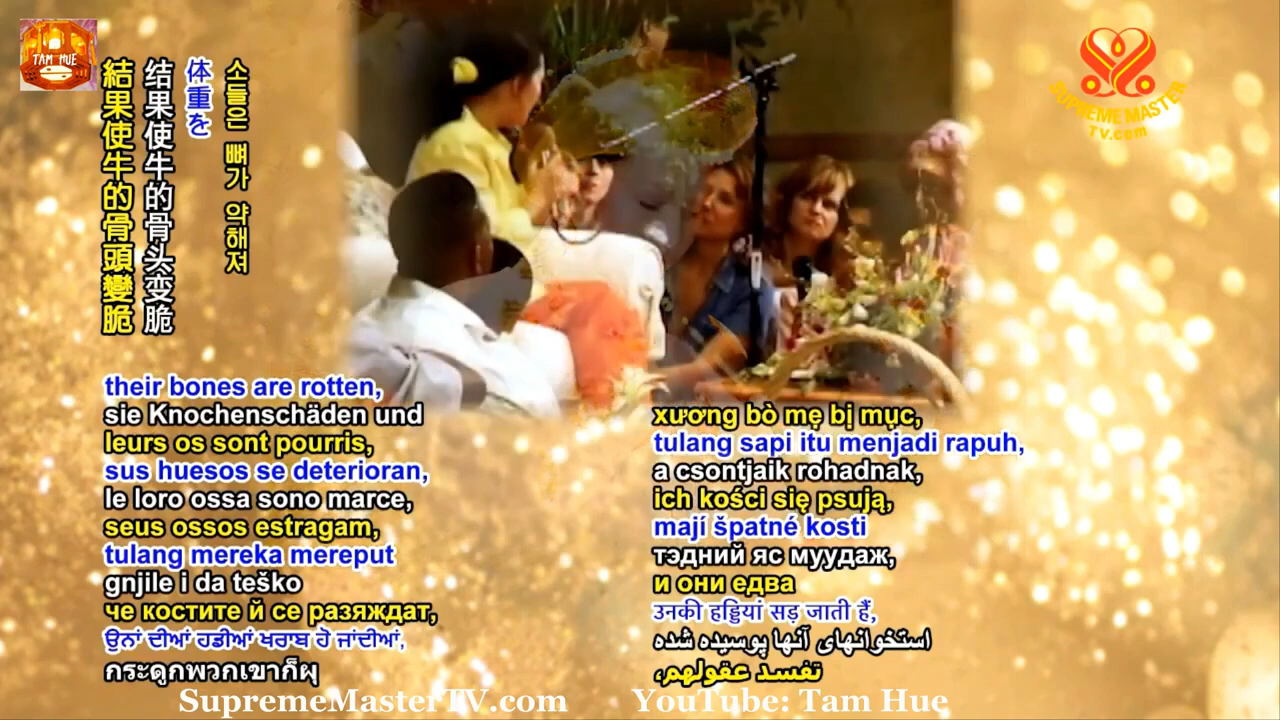 TAM HUE
SUPREME MASTER
TV.com
結果使牛的骨頭變脆
结果使牛的骨头变脆
体重を
소들은 뼈가 약해져
their bones are rotten,
sie Knochenschäden und
leurs os sont pourris,
sus huesos se deterioran,
le loro ossa sono marce,
seus ossos estragam,
tulang mereka mereput
gnjile i da teško
че костите й се разяждат,
ਉਨਾਂ ਦੀਆਂ ਹਡੀਆਂ ਖਰਾਬ ਹੋ ਜਾਂਦੀਆਂ,
กระดูกพวกเขาก็ผุ
xương bò mẹ bị mục,
tulang sapi itu menjadi rapuh,
a csontjaik rohadnak,
ich kości się psują,
mají špatné kosti
тэдний яс муудаж,
и они едва
उनकी हड्डियां सड़ जाती हैं,
استخوانهای آنها پوسیده شده
تفسد عقولهم،
SupremeMasterTV.com
YouTube: Tam Hue